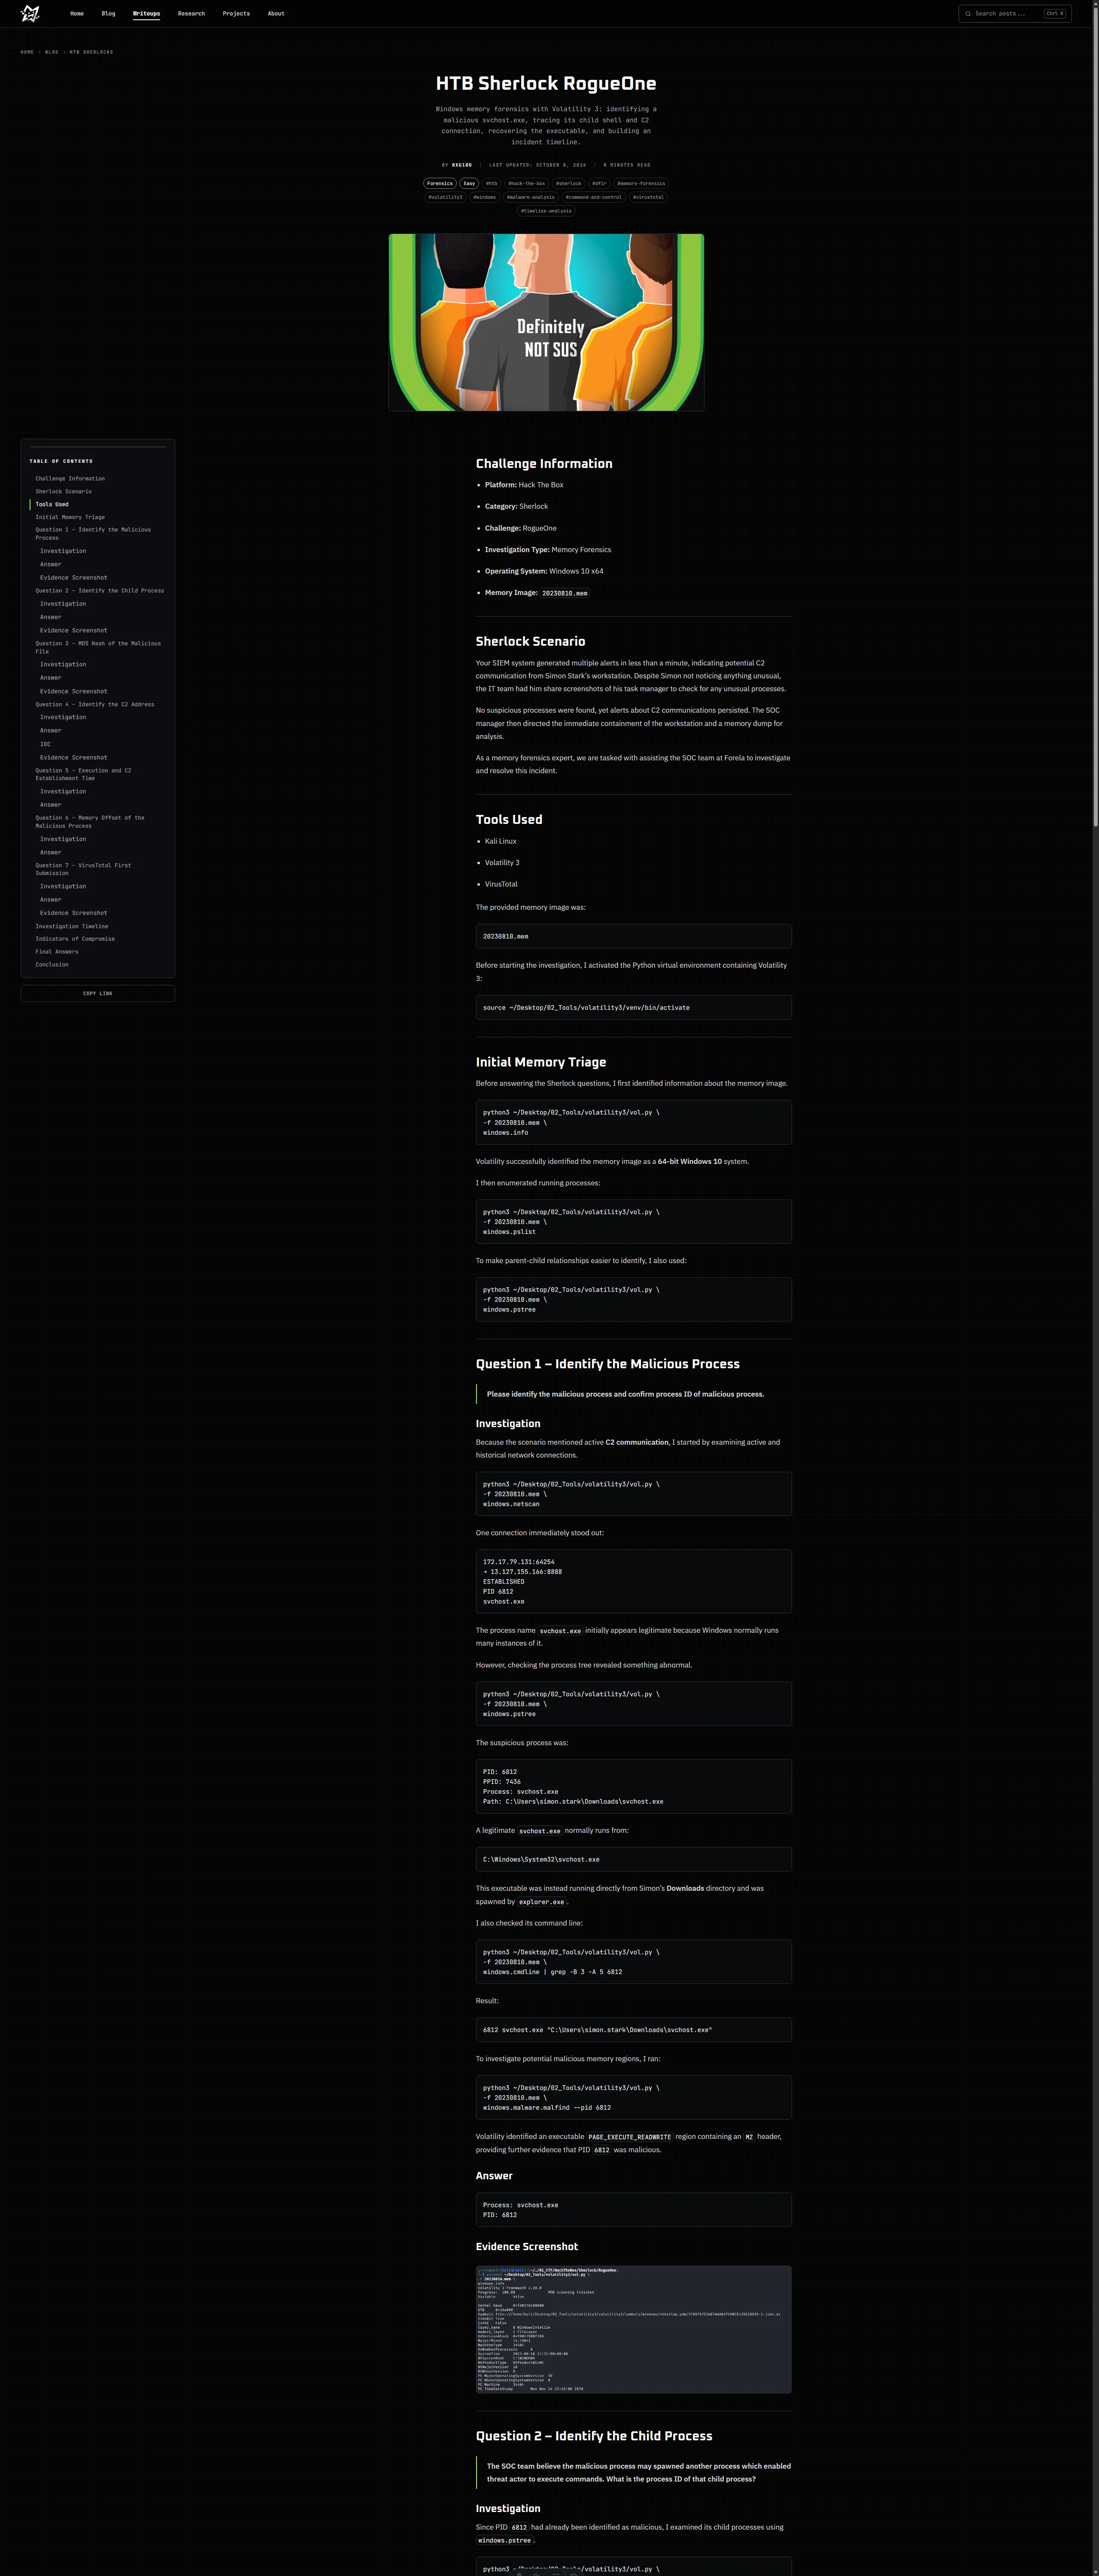 Home Blog Writeups Research Projects About
Search posts... Ctrl K
HOME > BLOG > HTB SHERLOCKS
HTB Sherlock RogueOne
Windows memory forensics with Volatility 3: identifying a
malicious svchost.exe, tracing its child shell and C2
connection, recovering the executable, and building an
incident timeline.
BY 0XG1BO | LAST UPDATED: OCTOBER 8, 2026 | 8 MINUTES READ
Forensics Easy #htb #hack-the-box #sherlock #dfir #memory-forensics
#volatility3 #windows #malware-analysis #command-and-control #virustotal
#timeline-analysis
Definitely
NOT SUS
TABLE OF CONTENTS
Challenge Information
Sherlock Scenario
Tools Used
Initial Memory Triage
Question 1 – Identify the Malicious
Process
Investigation
Answer
Evidence Screenshot
Question 2 – Identify the Child Process
Investigation
Answer
Evidence Screenshot
Question 3 – MD5 Hash of the Malicious
File
Investigation
Answer
Evidence Screenshot
Question 4 – Identify the C2 Address
Investigation
Answer
IOC
Evidence Screenshot
Question 5 – Execution and C2
Establishment Time
Investigation
Answer
Question 6 – Memory Offset of the
Malicious Process
Investigation
Answer
Question 7 – VirusTotal First
Submission
Investigation
Answer
Evidence Screenshot
Investigation Timeline
Indicators of Compromise
Final Answers
Conclusion
COPY LINK
Challenge Information
• Platform: Hack The Box
• Category: Sherlock
• Challenge: RogueOne
• Investigation Type: Memory Forensics
• Operating System: Windows 10 x64
• Memory Image: 20230810.mem
Sherlock Scenario
Your SIEM system generated multiple alerts in less than a minute, indicating potential C2
communication from Simon Stark's workstation. Despite Simon not noticing anything unusual,
the IT team had him share screenshots of his task manager to check for any unusual processes.
No suspicious processes were found, yet alerts about C2 communications persisted. The SOC
manager then directed the immediate containment of the workstation and a memory dump for
analysis.
As a memory forensics expert, we are tasked with assisting the SOC team at Forela to investigate
and resolve this incident.
Tools Used
• Kali Linux
• Volatility 3
• VirusTotal
The provided memory image was:
20230810.mem
Before starting the investigation, I activated the Python virtual environment containing Volatility
3:
source ~/Desktop/02_Tools/volatility3/venv/bin/activate
Initial Memory Triage
Before answering the Sherlock questions, I first identified information about the memory image.
python3 ~/Desktop/02_Tools/volatility3/vol.py \
-f 20230810.mem \
windows.info
Volatility successfully identified the memory image as a 64-bit Windows 10 system.
I then enumerated running processes:
python3 ~/Desktop/02_Tools/volatility3/vol.py \
-f 20230810.mem \
windows.pslist
To make parent-child relationships easier to identify, I also used:
python3 ~/Desktop/02_Tools/volatility3/vol.py \
-f 20230810.mem \
windows.pstree
Question 1 – Identify the Malicious Process
Please identify the malicious process and confirm process ID of malicious process.
Investigation
Because the scenario mentioned active C2 communication, I started by examining active and
historical network connections.
python3 ~/Desktop/02_Tools/volatility3/vol.py \
-f 20230810.mem \
windows.netscan
One connection immediately stood out:
172.17.79.131:64254
→ 13.127.155.166:8888
ESTABLISHED
PID 6812
svchost.exe
The process name svchost.exe initially appears legitimate because Windows normally runs
many instances of it.
However, checking the process tree revealed something abnormal.
python3 ~/Desktop/02_Tools/volatility3/vol.py \
-f 20230810.mem \
windows.pstree
The suspicious process was:
PID: 6812
PPID: 7436
Process: svchost.exe
Path: C:\Users\simon.stark\Downloads\svchost.exe
A legitimate svchost.exe normally runs from:
C:\Windows\System32\svchost.exe
This executable was instead running directly from Simon's Downloads directory and was
spawned by explorer.exe.
I also checked its command line:
python3 ~/Desktop/02_Tools/volatility3/vol.py \
-f 20230810.mem \
windows.cmdline | grep -B 3 -A 5 6812
Result:
6812 svchost.exe "C:\Users\simon.stark\Downloads\svchost.exe"
To investigate potential malicious memory regions, I ran:
python3 ~/Desktop/02_Tools/volatility3/vol.py \
-f 20230810.mem \
windows.malware.malfind --pid 6812
Volatility identified an executable PAGE_EXECUTE_READWRITE region containing an MZ header,
providing further evidence that PID 6812 was malicious.
Answer
Process: svchost.exe
PID: 6812
Evidence Screenshot
Question 2 – Identify the Child Process
The SOC team believe the malicious process may spawned another process which enabled
threat actor to execute commands. What is the process ID of that child process?
Investigation
Since PID 6812 had already been identified as malicious, I examined its child processes using
windows.pstree.
python3 ~/Desktop/02_Tools/volatility3/vol.py \